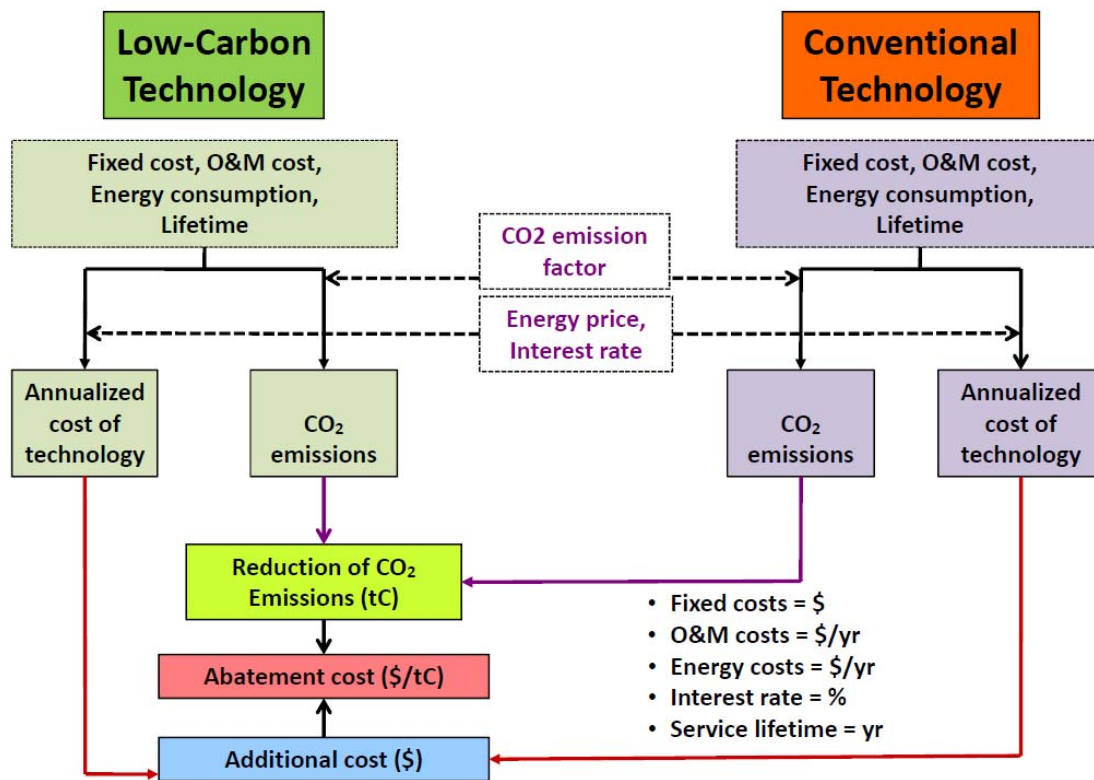 Low-Carbon
Technology
Conventional
Technology
Fixed cost, O&M cost,
Energy consumption,
Lifetime
Fixed cost, O&M cost,
Energy consumption,
Lifetime
CO2 emission
factor
Energy price,
Interest rate
Annualized
cost of
technology
CO₂
emissions
CO₂
emissions
Annualized
cost of
technology
Reduction of CO₂
Emissions (tC)
Abatement cost ($/tC)
Additional cost ($)
• Fixed costs = $
• O&M costs = $/yr
• Energy costs = $/yr
• Interest rate = %
• Service lifetime = yr